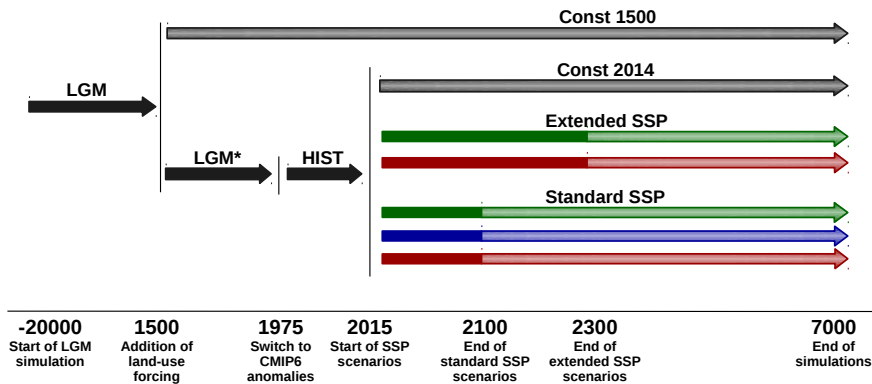 Const 1500
Const 2014
LGM
Extended SSP
LGM*
HIST
Standard SSP
-20000 1500 1975 2015 2100 2300 7000
Start of LGM Addition of Switch to Start of SSP End of End of End of
simulation land-use CMIP6 scenarios standard SSP extended SSP simulations
forcing anomalies scenarios scenarios